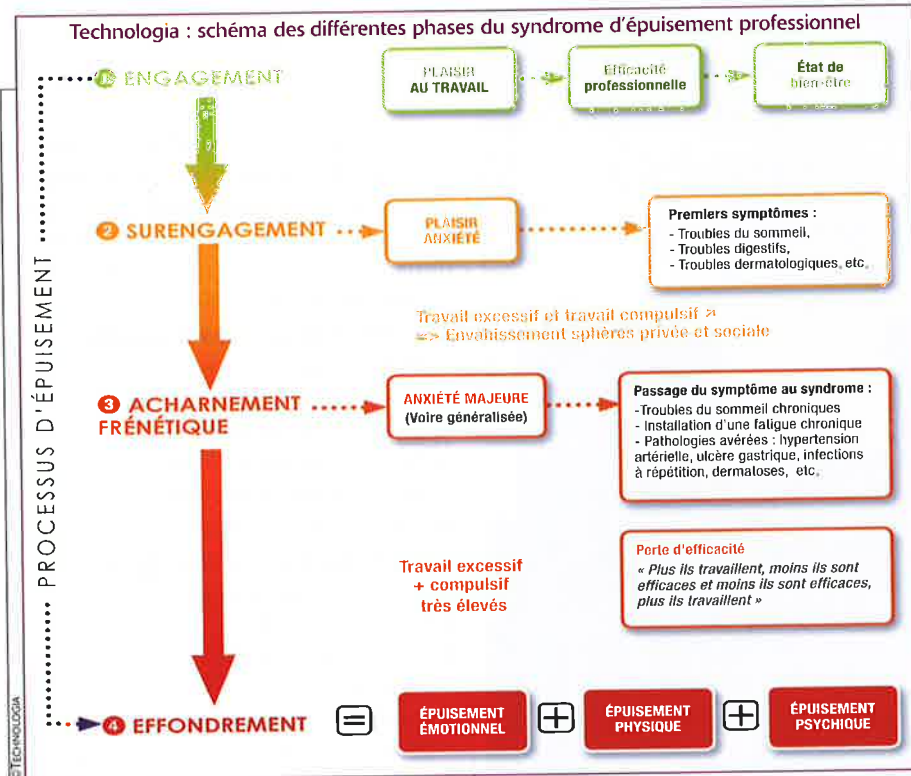 Technologia : schéma des différentes phases du syndrome d'épuisement professionnel
1 ENGAGEMENT
PLAISIR
AU TRAVAIL
Efficacité
professionnelle
État de
bien-être
2 SURENGAGEMENT
PLAISIR
ANXIÉTÉ
Premiers symptômes :
- Troubles du sommeil,
- Troubles digestifs,
- Troubles dermatologiques, etc.
Travail excessif et travail compulsif ↗
=> Envahissement sphères privée et sociale
3 ACHARNEMENT
FRÉNÉTIQUE
ANXIÉTÉ MAJEURE
(Voire généralisée)
Passage du symptôme au syndrome :
-Troubles du sommeil chroniques
- Installation d'une fatigue chronique
- Pathologies avérées : hypertension
artérielle, ulcère gastrique, infections
à répétition, dermatoses, etc.
Travail excessif
+ compulsif
très élevés
Perte d'efficacité
« Plus ils travaillent, moins ils sont
efficaces et moins ils sont efficaces,
plus ils travaillent »
4 EFFONDREMENT
=
ÉPUISEMENT
ÉMOTIONNEL
+
ÉPUISEMENT
PHYSIQUE
+
ÉPUISEMENT
PSYCHIQUE
PROCESSUS D'ÉPUISEMENT
©TECHNOLOGIA